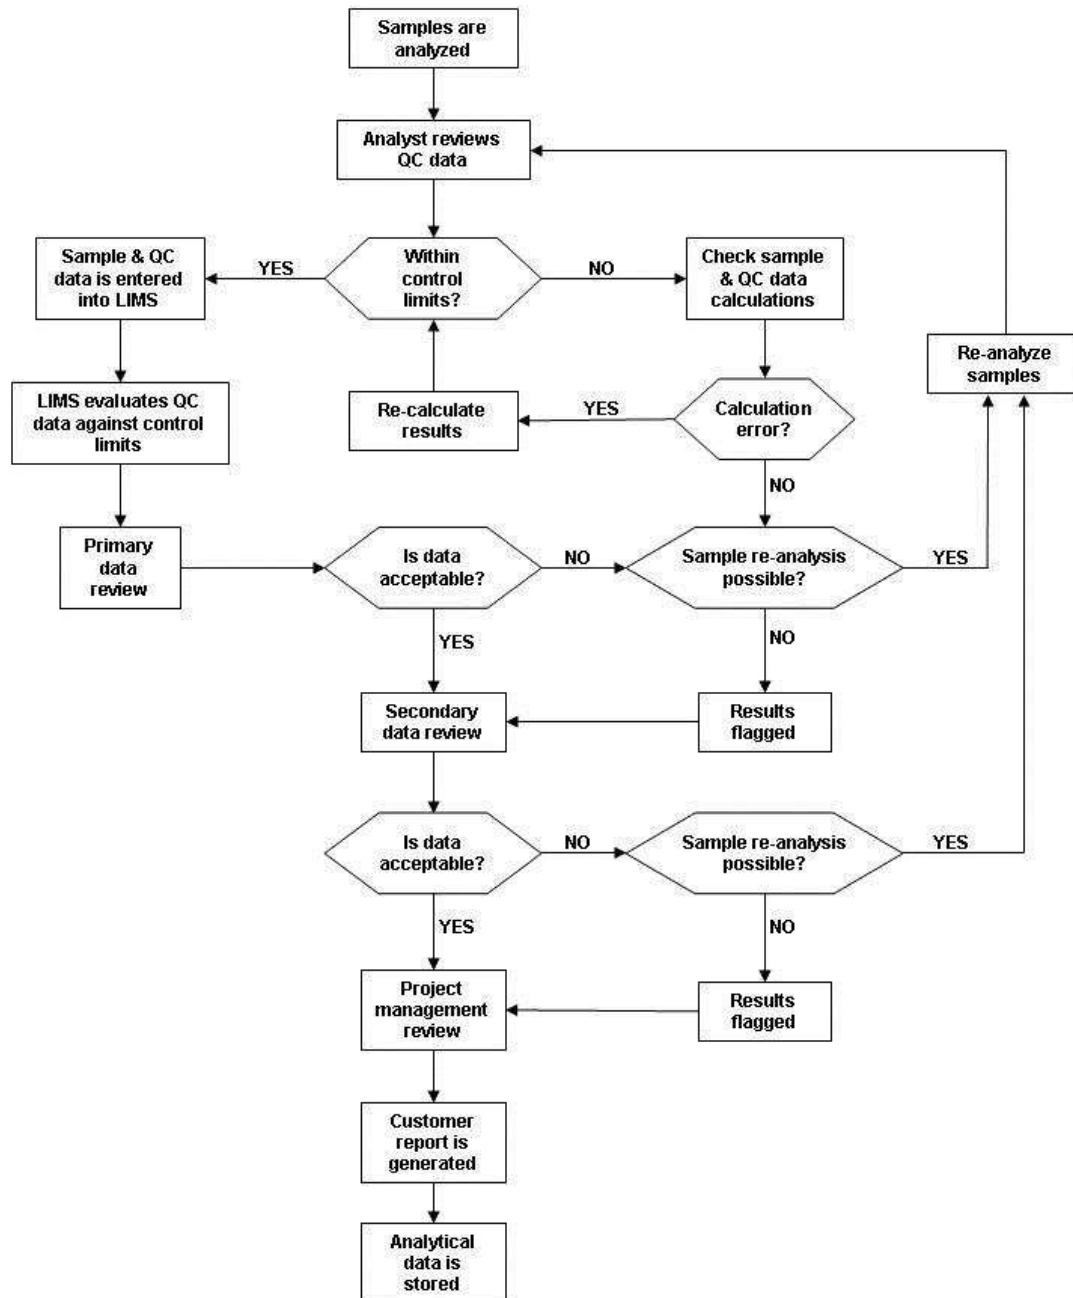 Samples are
analyzed
Analyst reviews
QC data
Sample & QC
data is entered
into LIMS
YES
Within
control
limits?
NO
Check sample
& QC data
calculations
Re-analyze
samples
LIMS evaluates QC
data against control
limits
Re-calculate
results
YES
Calculation
error?
NO
Primary
data
review
Is data
acceptable?
NO
Sample re-analysis
possible?
YES
YES
NO
Secondary
data review
Results
flagged
Is data
acceptable?
NO
Sample re-analysis
possible?
YES
YES
NO
Project
management
review
Results
flagged
Customer
report is
generated
Analytical
data is
stored